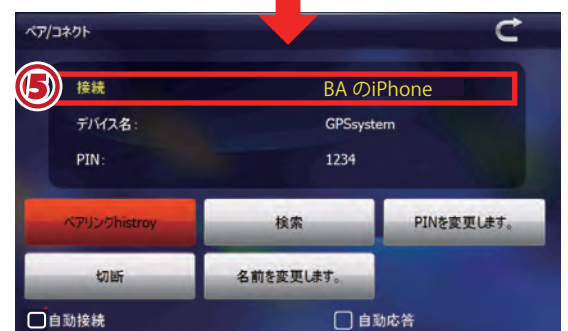 ペア/コネクト
⑤ 接続 BA のiPhone
デバイス名: GPSsystem
PIN: 1234
ペアリングhistroy 検索 PINを変更します。
切断 名前を変更します。
自動接続 自動応答